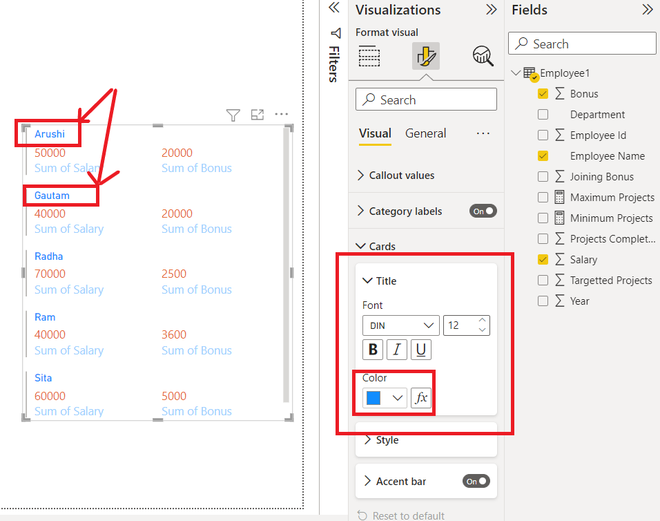 Arushi
50000 20000
Sum of Salary Sum of Bonus
Gautam
40000 20000
Sum of Salary Sum of Bonus
Radha
70000 2500
Sum of Salary Sum of Bonus
Ram
40000 3600
Sum of Salary Sum of Bonus
Sita
60000 5000
Sum of Salary Sum of Bonus
Filters
Visualizations
Format visual
Search
Visual General
Callout values
Category labels On
Cards
Title
Font
DIN 12
B I U
Color
fx
Style
Accent bar On
Reset to default
Fields
Search
Employee1
Bonus
Department
Employee Id
Employee Name
Joining Bonus
Maximum Projects
Minimum Projects
Projects Complet...
Salary
Targetted Projects
Year